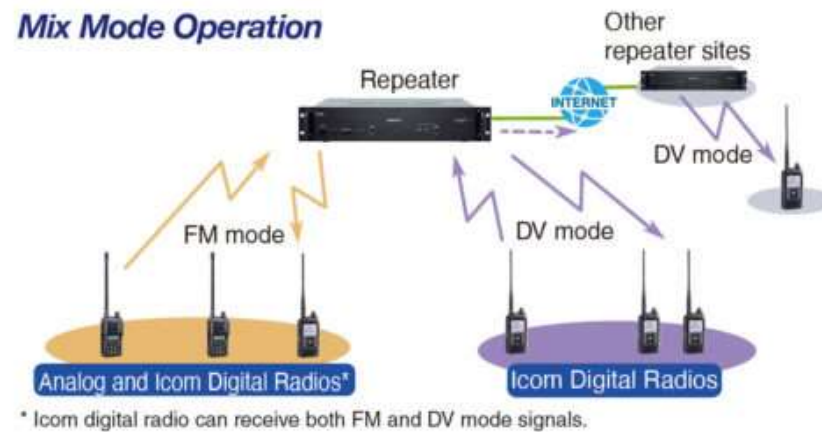 Mix Mode Operation
Other
repeater sites
Repeater
INTERNET
DV mode
FM mode
DV mode
Analog and Icom Digital Radios*
Icom Digital Radios
* Icom digital radio can receive both FM and DV mode signals.